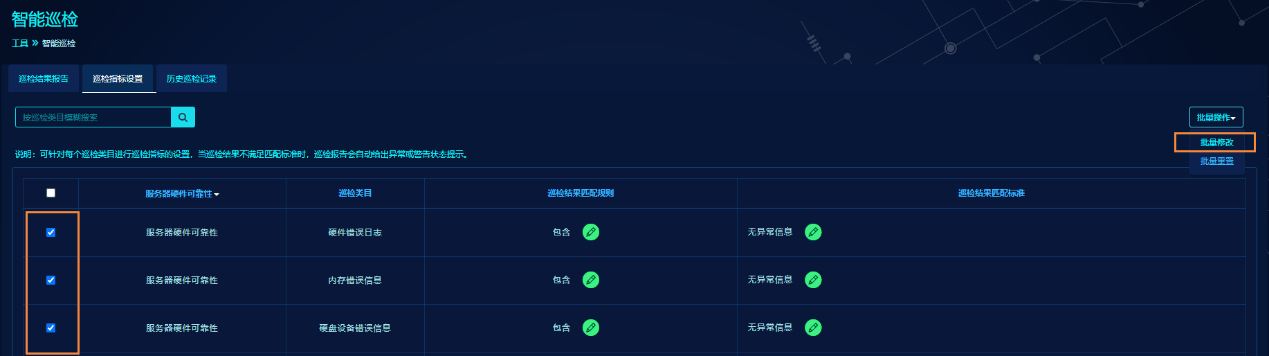 智能巡检
工具 » 智能巡检
巡检结果报告 巡检指标设置 历史巡检记录
按巡检类目模糊搜索 批量操作
批量修改
说明：可针对每个巡检类目进行巡检指标的设置，当巡检结果不满足匹配标准时，巡检报告会自动给出异常或警告状态提示。
批量重置
服务器硬件可靠性 巡检类目 巡检结果匹配规则 巡检结果匹配标准
服务器硬件可靠性 硬件错误日志 包含 无异常信息
服务器硬件可靠性 内存错误信息 包含 无异常信息
服务器硬件可靠性 硬盘设备错误信息 包含 无异常信息